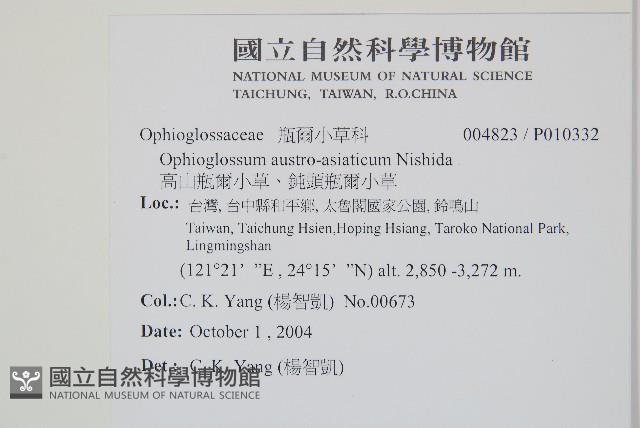 國立自然科學博物館
NATIONAL MUSEUM OF NATURAL SCIENCE
TAICHUNG, TAIWAN, R.O.CHINA
Ophioglossaceae 瓶爾小草科 004823 / P010332
Ophioglossum austro-asiaticum Nishida
高山瓶爾小草、鈍頭瓶爾小草
Loc.: 台灣, 台中縣和平鄉, 太魯閣國家公園, 鈴鳴山
Taiwan, Taichung Hsien,Hoping Hsiang, Taroko National Park,
Lingmingshan
(121°21’ ”E , 24°15’ ”N) alt. 2,850 -3,272 m.
Col.: C. K. Yang (楊智凱) No.00673
Date: October 1 , 2004
Det.: C. K. Yang (楊智凱)
國立自然科學博物館
NATIONAL MUSEUM OF NATURAL SCIENCE